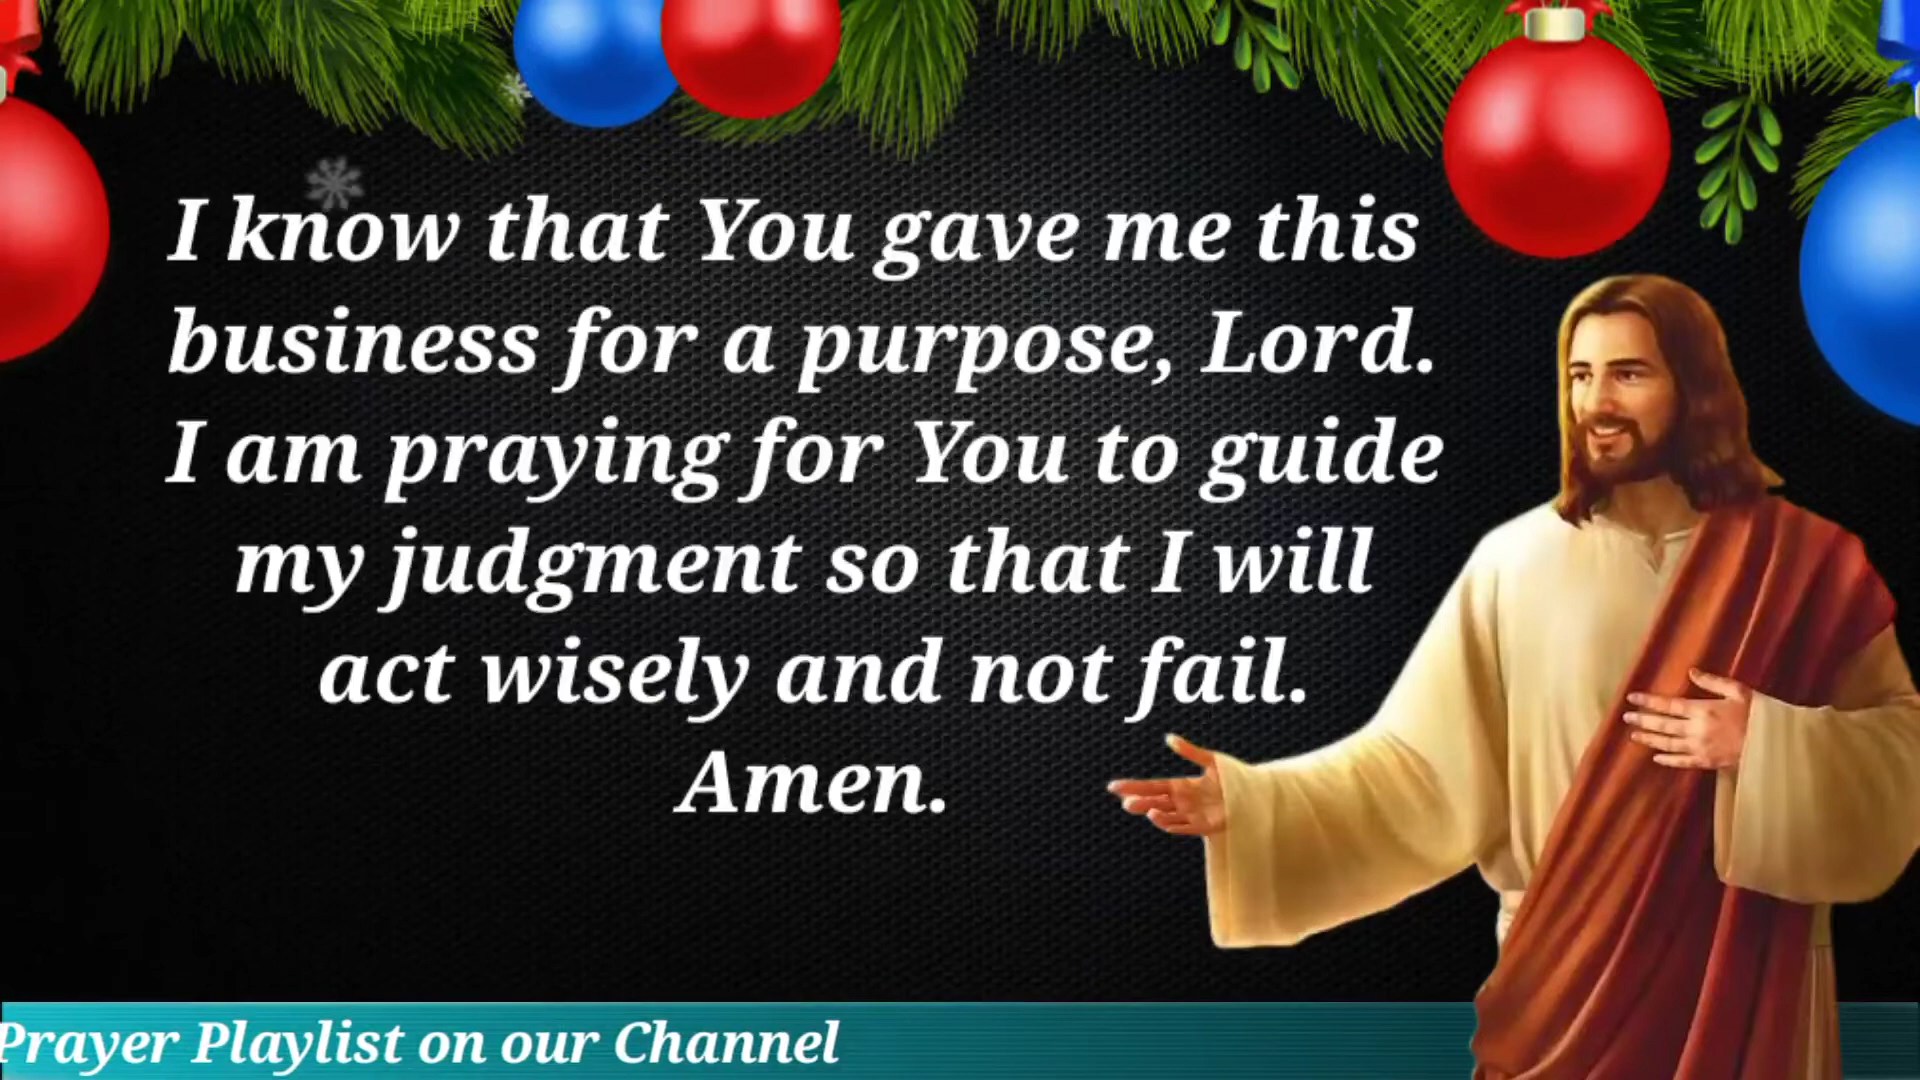 I know that You gave me this
business for a purpose, Lord.
I am praying for You to guide
my judgment so that I will
act wisely and not fail.
Amen.
Prayer Playlist on our Channel